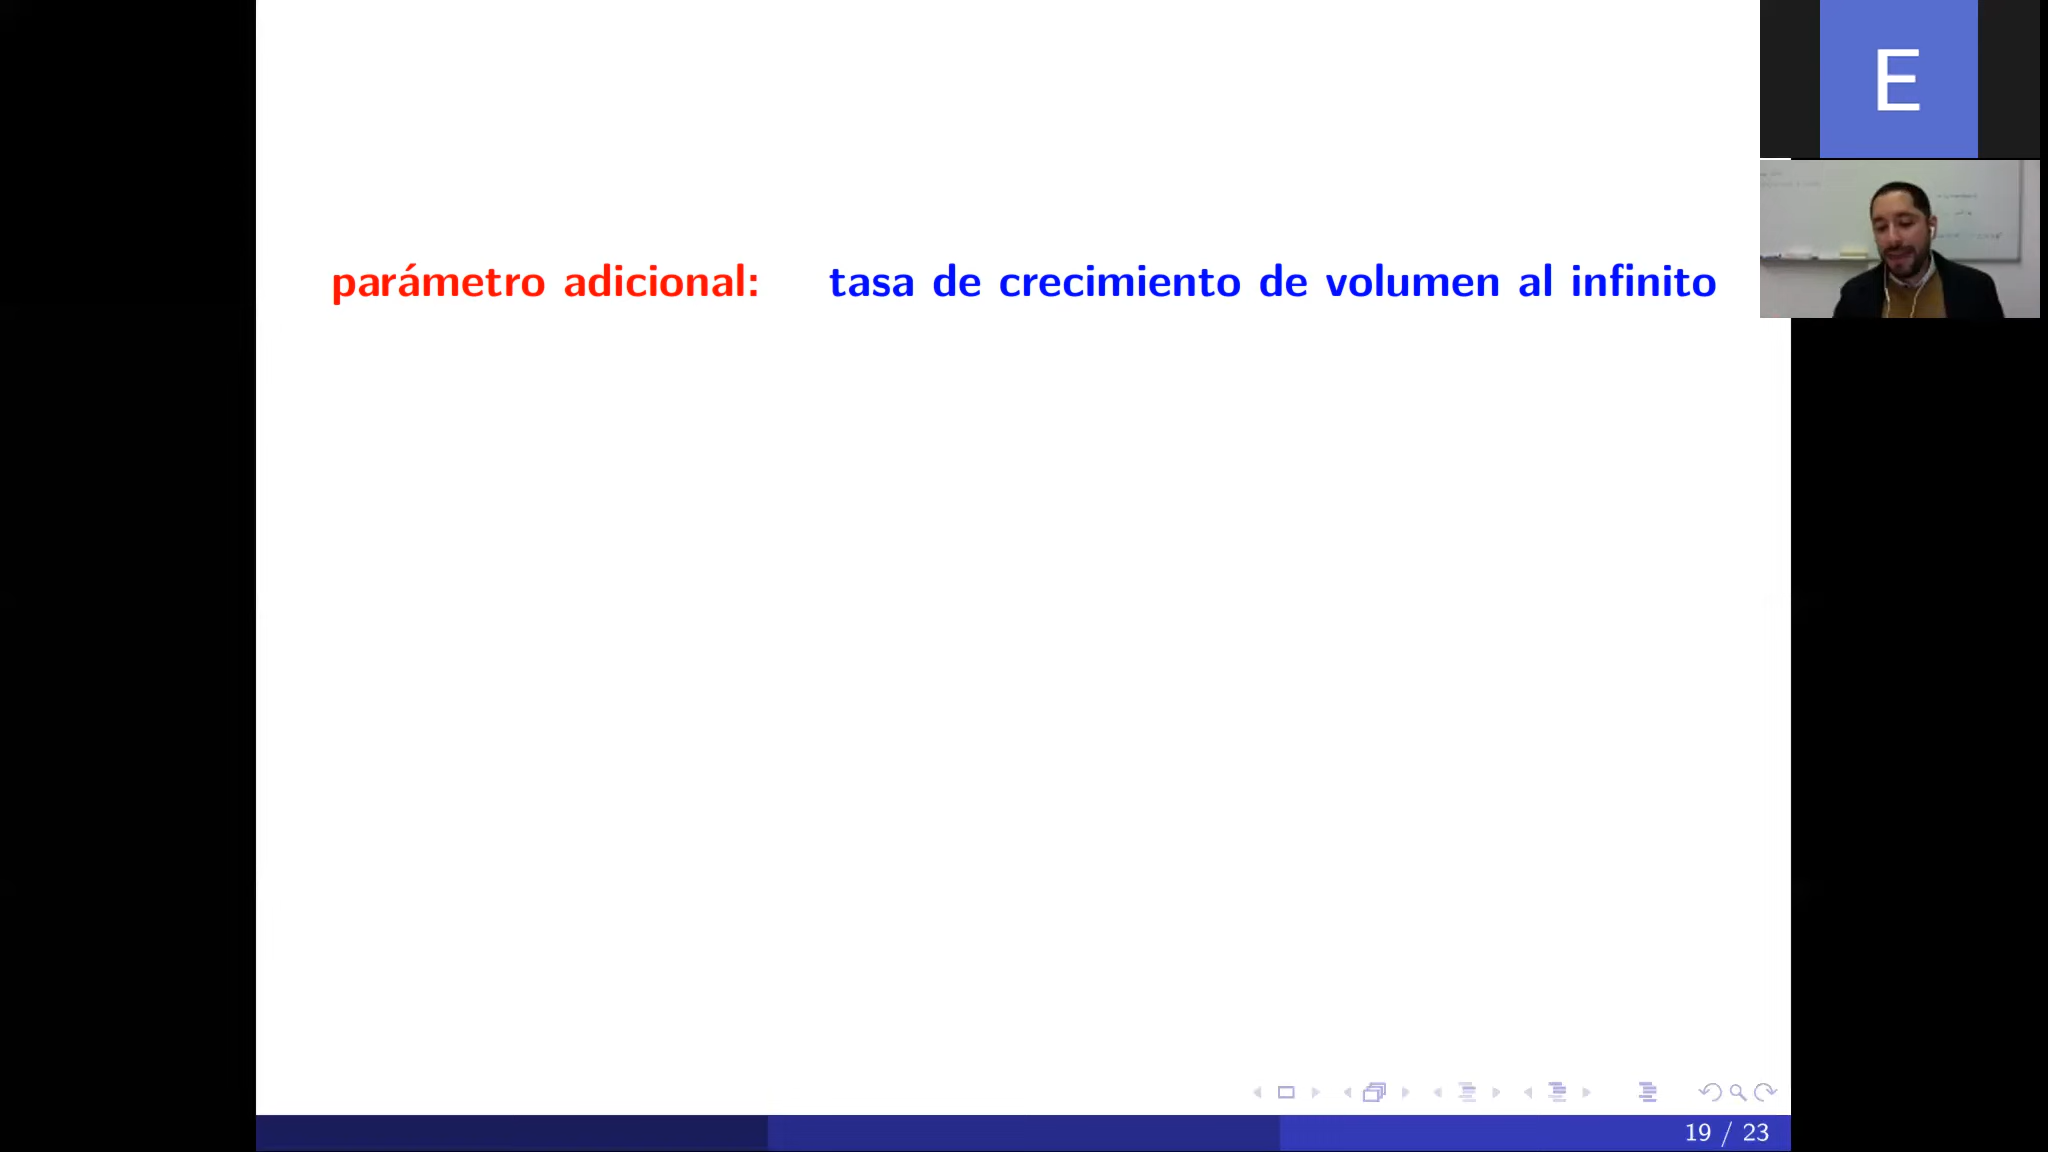 E
parámetro adicional: tasa de crecimiento de volumen al infinito
19 / 23